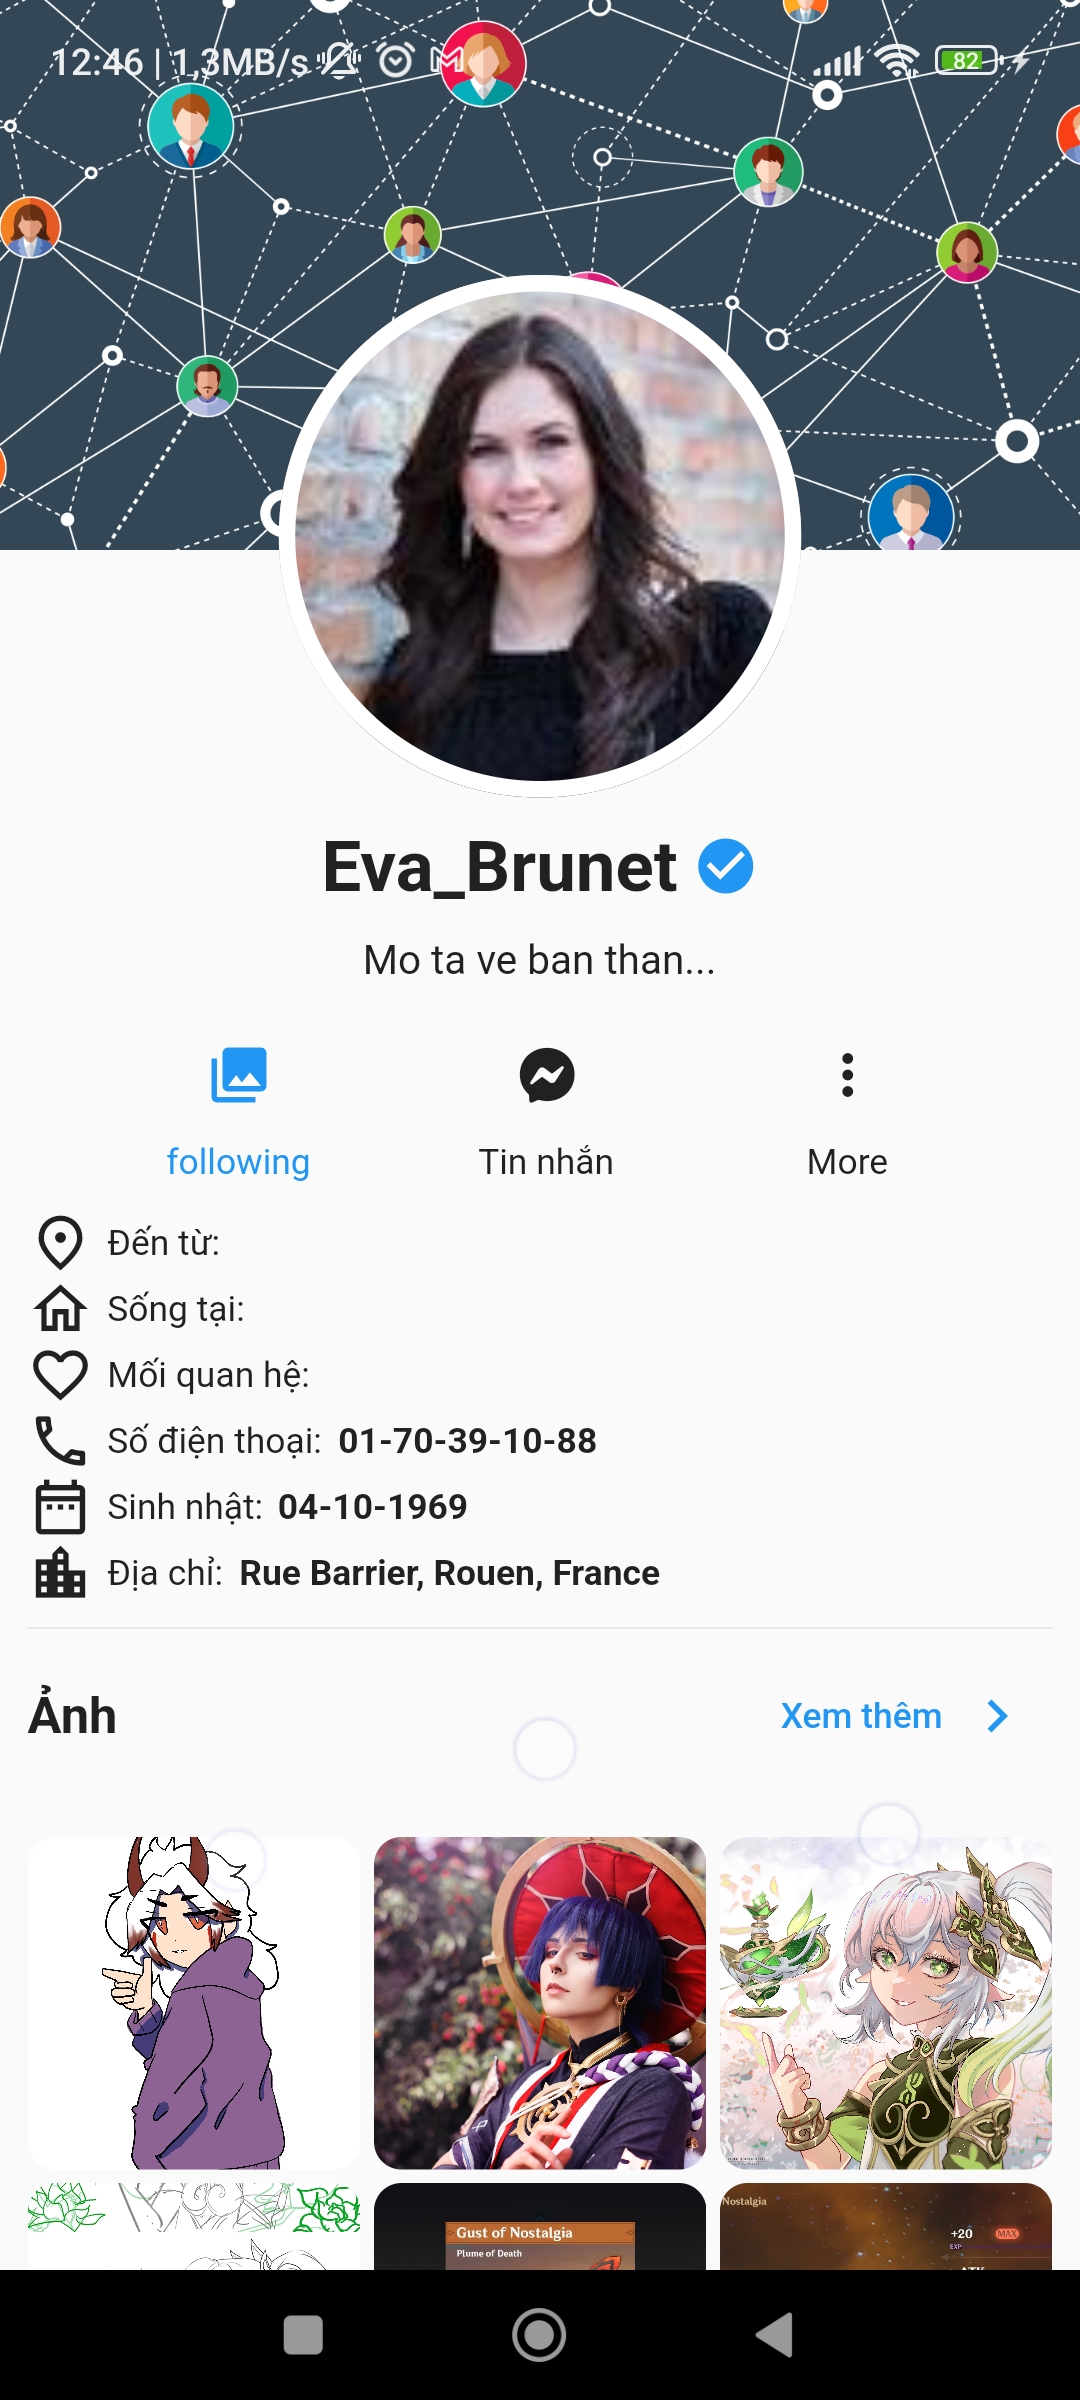 12:46 | 1,3MB/s
82
Eva_Brunet
Mo ta ve ban than...
following
Tin nhắn
More
Đến từ:
Sống tại:
Mối quan hệ:
Số điện thoại: 01-70-39-10-88
Sinh nhật: 04-10-1969
Địa chỉ: Rue Barrier, Rouen, France
Ảnh
Xem thêm
Gust of Nostalgia
Plume of Death
Nostalgia
+20 MAX
EXP